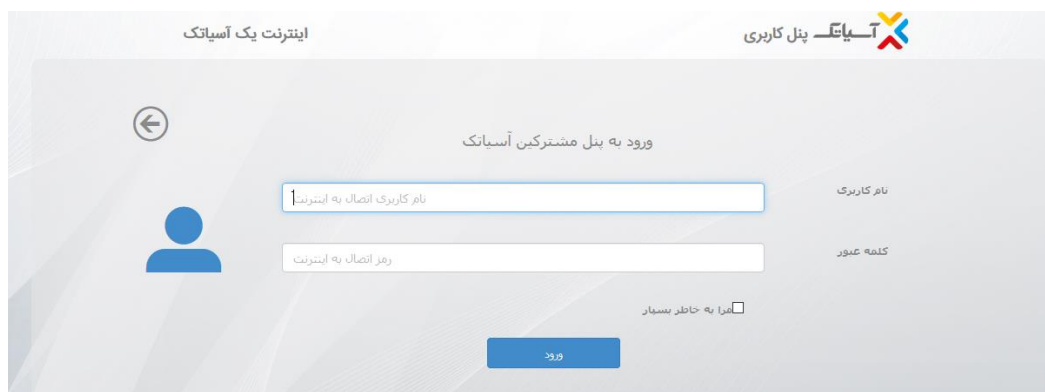 آسیاتک پنل کاربری
اینترنت یک آسیاتک
ورود به پنل مشترکین آسیاتک
نام کاربری
نام کاربری اتصال به اینترنت
کلمه عبور
رمز اتصال به اینترنت
مرا به خاطر بسپار
ورود